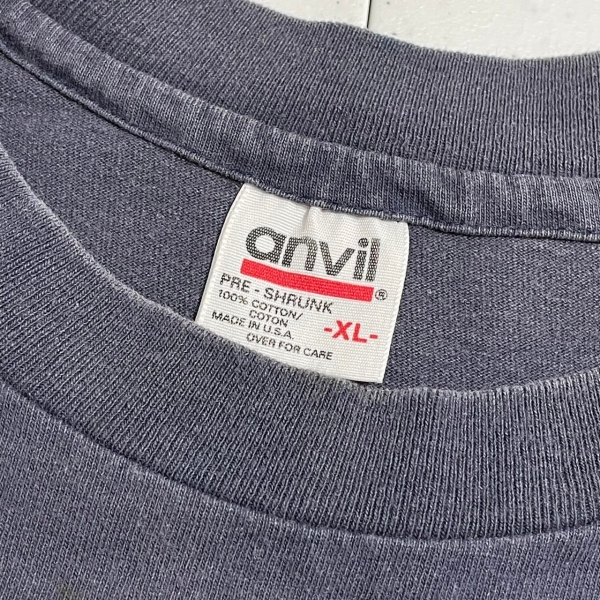 anvil
®
PRE - SHRUNK
100% COTTON/
COTON
MADE IN U.S.A.
OVER FOR CARE
-XL-